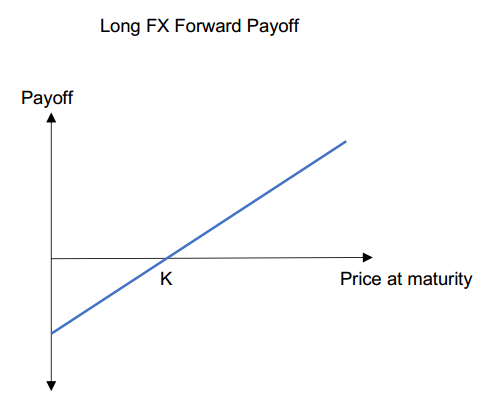 Long FX Forward Payoff
Payoff
K
Price at maturity